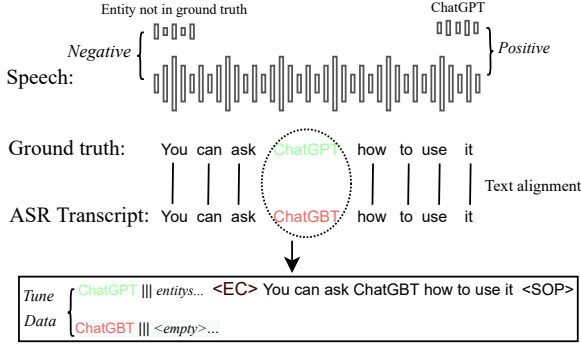 Entity not in ground truth
ChatGPT
Negative
Positive
Speech:
Ground truth: You can ask ChatGPT how to use it
Text alignment
ASR Transcript: You can ask ChatGBT how to use it
Tune Data
ChatGPT ||| entitys... <EC> You can ask ChatGBT how to use it <SOP>
ChatGBT ||| <empty>...